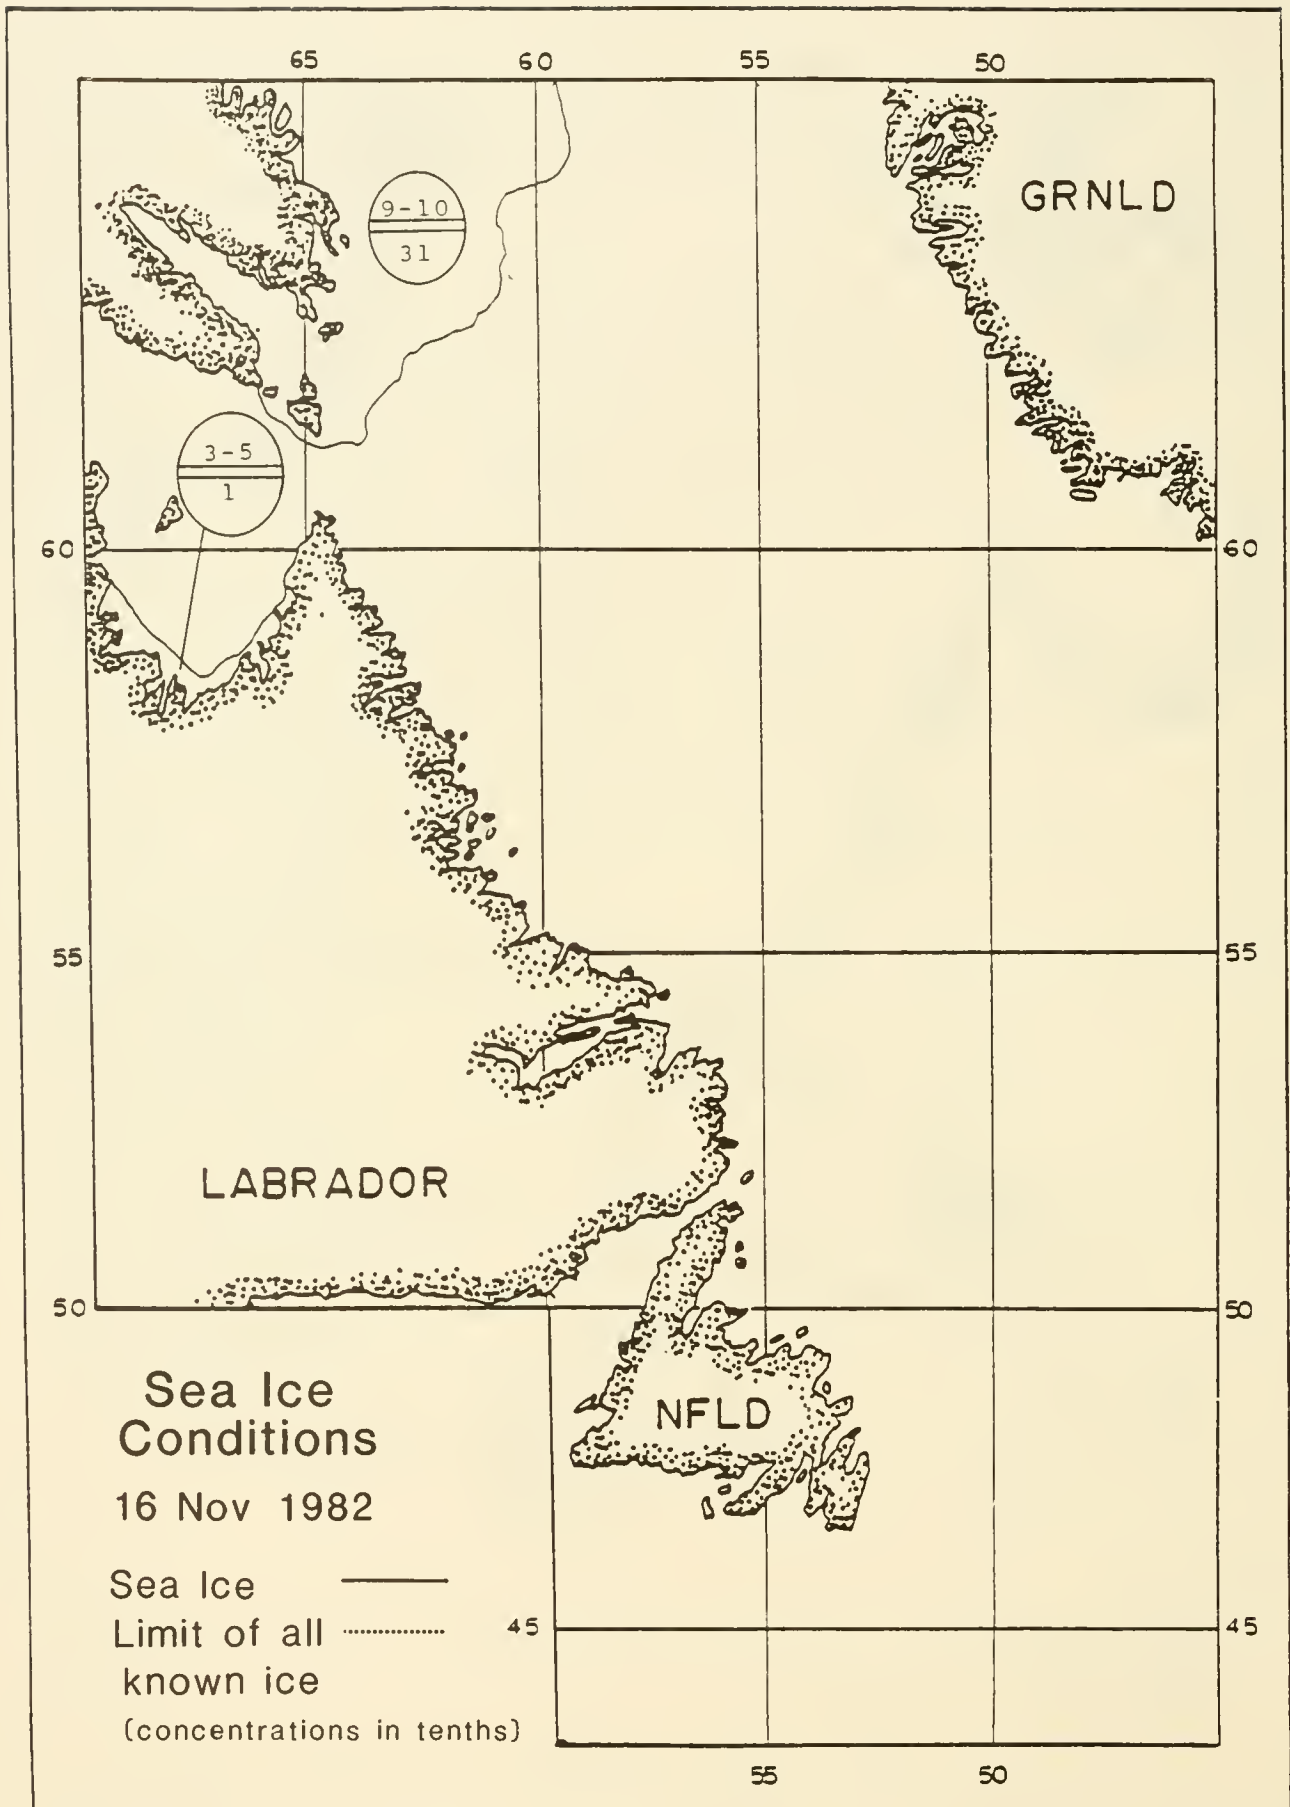 65 60 55 50
GRNLD
9-10
31
3-5
1
60 60
55 55
LABRADOR
50 50
Sea Ice
Conditions
NFLD
16 Nov 1982
Sea Ice
Limit of all 45 45
known ice
(concentrations in tenths)
55 50